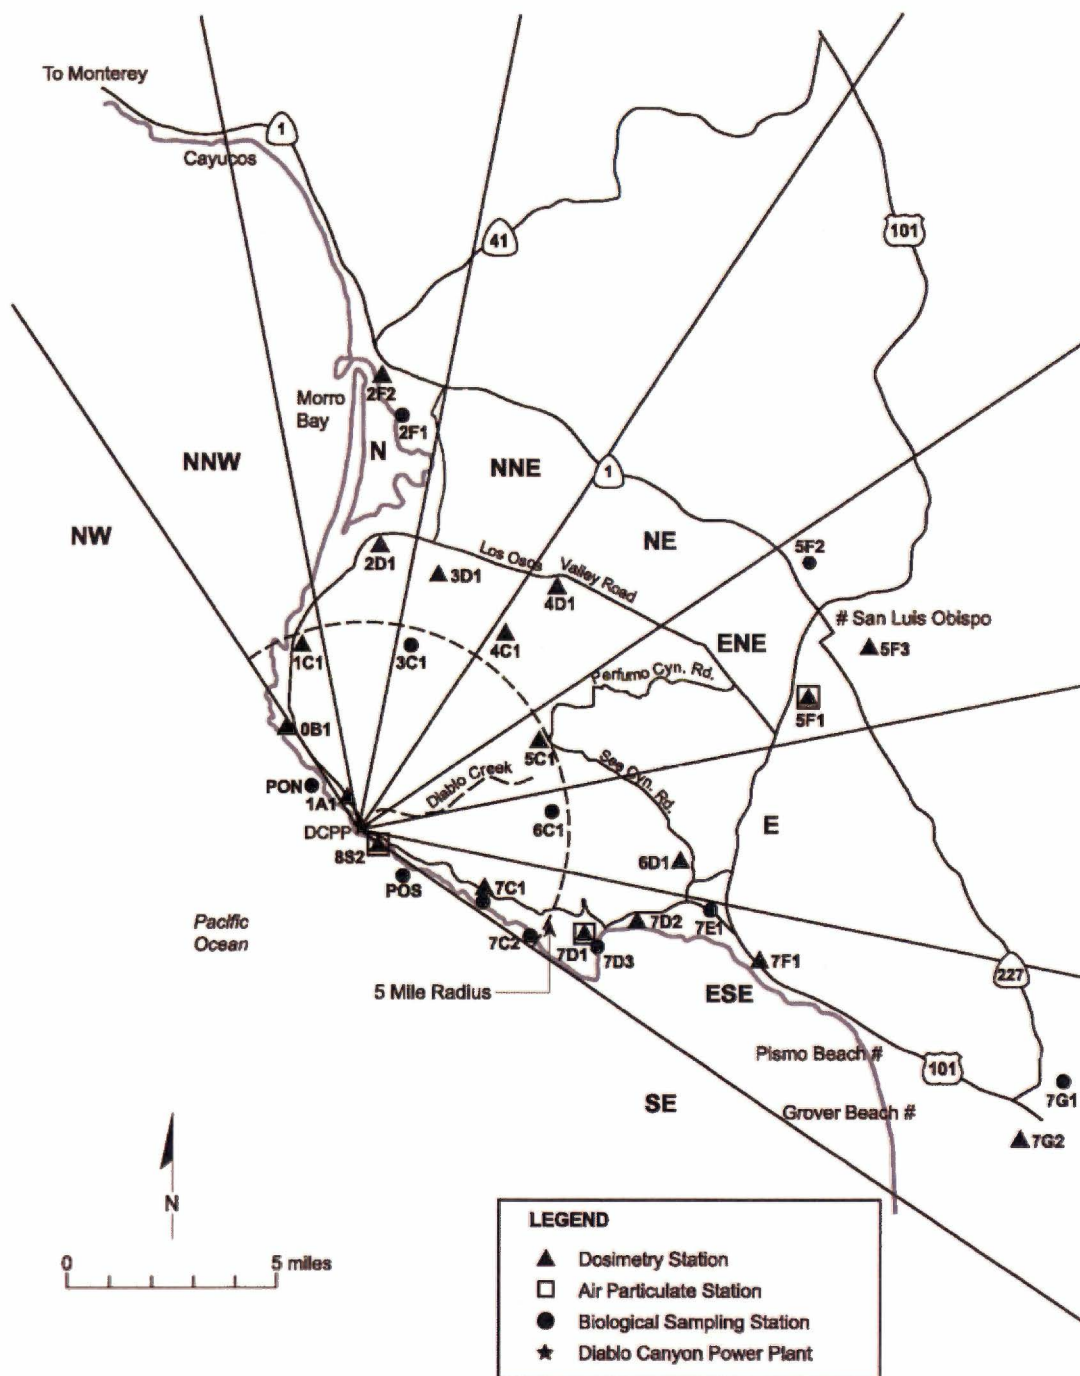 To Monterey
1
Cayucos
101
41
2F2
Morro
Bay
2F1
N
NNW
NNE
1
NW
NE
5F2
2D1
Los Osos Valley Road
3D1
4D1
# San Luis Obispo
4C1
ENE
5F3
1C1
3C1
Perfumo Cyn. Rd.
5F1
0B1
5C1
See Cyn. Rd.
Diablo Creek
PON
1A1
DCPP
6C1
E
8S2
6D1
POS
7C1
7D2
7E1
Pacific
Ocean
7C2
7D1
7D3
7F1
227
5 Mile Radius
ESE
Pismo Beach #
101
7G1
SE
Grover Beach #
7G2
N
0 5 miles
LEGEND
Dosimetry Station
Air Particulate Station
Biological Sampling Station
Diablo Canyon Power Plant